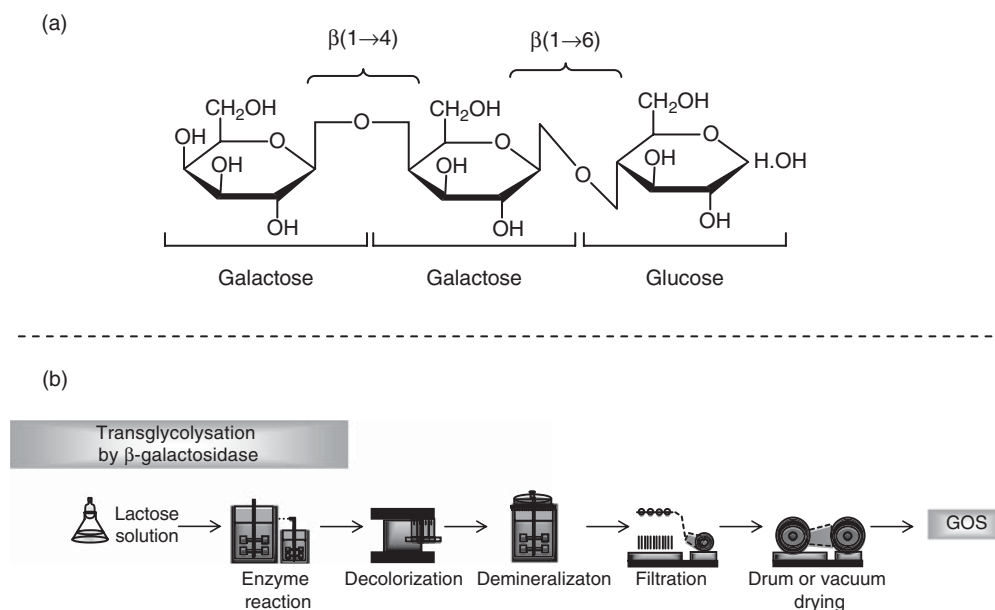 (a)
β(1→4)
β(1→6)
CH₂OH
CH₂OH
CH₂OH
O
O
O
O
O
OH
OH
OH
OH
OH
OH
OH
H.OH
Galactose
Galactose
Glucose
(b)
Transglycolysation
by β-galactosidase
Lactose
solution
GOS
Enzyme
reaction
Decolorization
Demineralizaton
Filtration
Drum or vacuum
drying